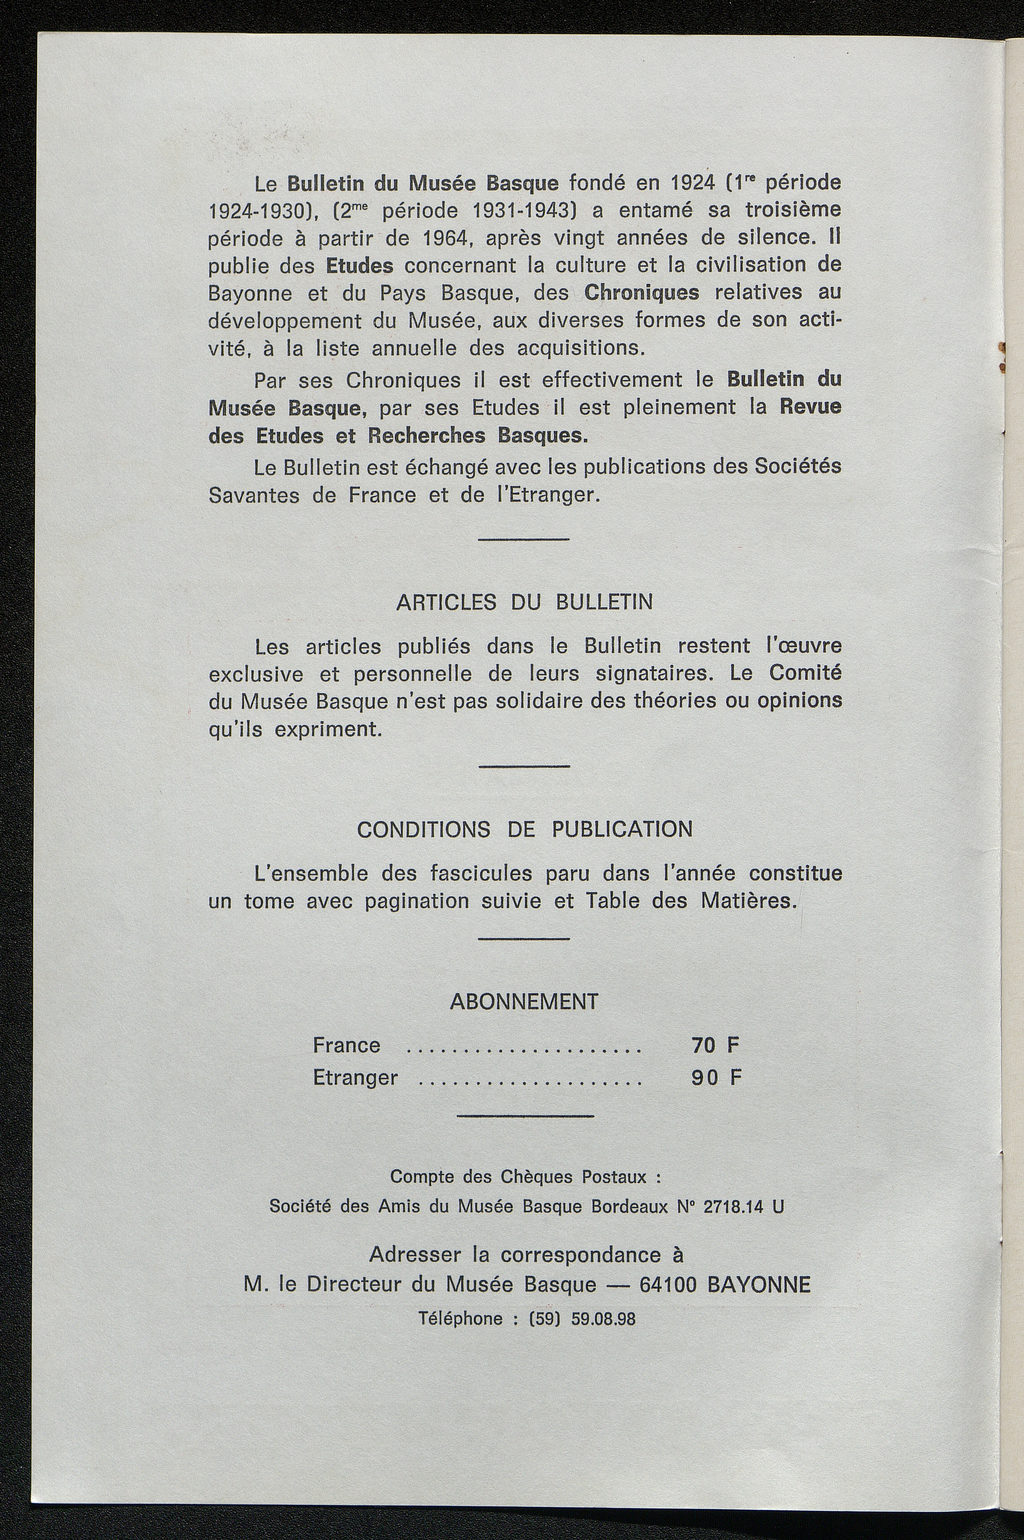 Le Bulletin du Musée Basque fondé en 1924 (1re période
1924-1930), (2me période 1931-1943) a entamé sa troisième
période à partir de 1964, après vingt années de silence. Il
publie des Etudes concernant la culture et la civilisation de
Bayonne et du Pays Basque, des Chroniques relatives au
développement du Musée, aux diverses formes de son acti-
vité, à la liste annuelle des acquisitions.
Par ses Chroniques il est effectivement le Bulletin du
Musée Basque, par ses Etudes il est pleinement la Revue
des Etudes et Recherches Basques.
Le Bulletin est échangé avec les publications des Sociétés
Savantes de France et de l'Etranger.
ARTICLES DU BULLETIN
Les articles publiés dans le Bulletin restent l'œuvre
exclusive et personnelle de leurs signataires. Le Comité
du Musée Basque n'est pas solidaire des théories ou opinions
qu'ils expriment.
CONDITIONS DE PUBLICATION
L'ensemble des fascicules paru dans l'année constitue
un tome avec pagination suivie et Table des Matières.
ABONNEMENT
France ..................... 70 F
Etranger .................... 90 F
Compte des Chèques Postaux :
Société des Amis du Musée Basque Bordeaux N° 2718.14 U
Adresser la correspondance à
M. le Directeur du Musée Basque — 64100 BAYONNE
Téléphone : (59) 59.08.98